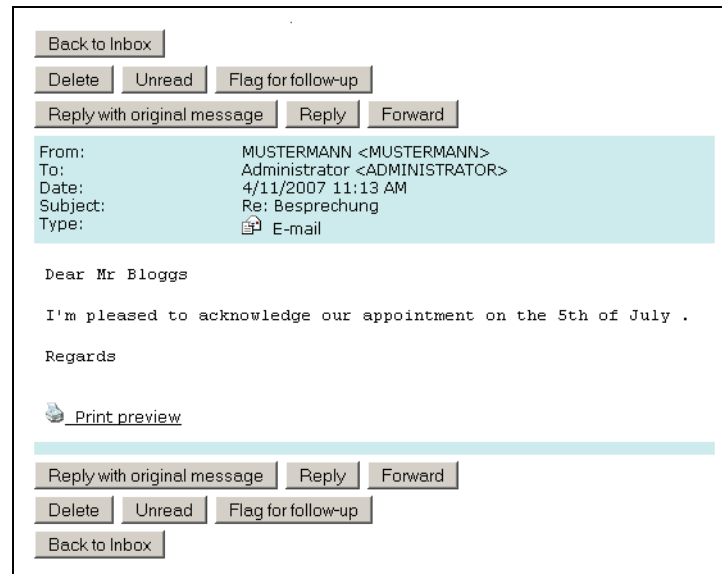 Back to Inbox
Delete Unread Flag for follow-up
Reply with original message Reply Forward
From: MUSTERMANN <MUSTERMANN>
To: Administrator <ADMINISTRATOR>
Date: 4/11/2007 11:13 AM
Subject: Re: Besprechung
Type: E-mail
Dear Mr Bloggs
I'm pleased to acknowledge our appointment on the 5th of July .
Regards
Print preview
Reply with original message Reply Forward
Delete Unread Flag for follow-up
Back to Inbox